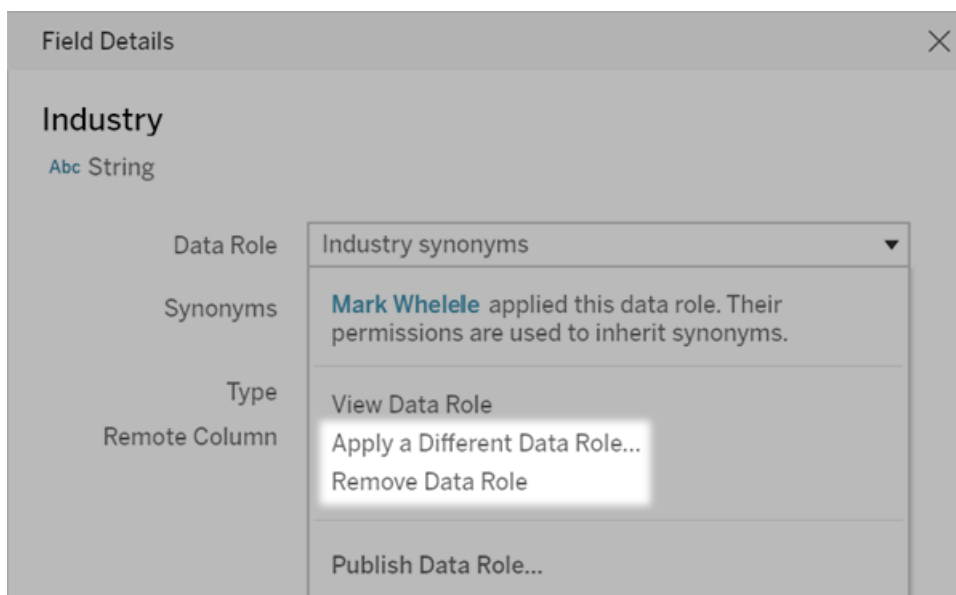 Field Details
Industry
Abc String
Data Role
Industry synonyms
Synonyms
Mark Whelele applied this data role. Their
permissions are used to inherit synonyms.
Type
View Data Role
Remote Column
Apply a Different Data Role...
Remove Data Role
Publish Data Role...